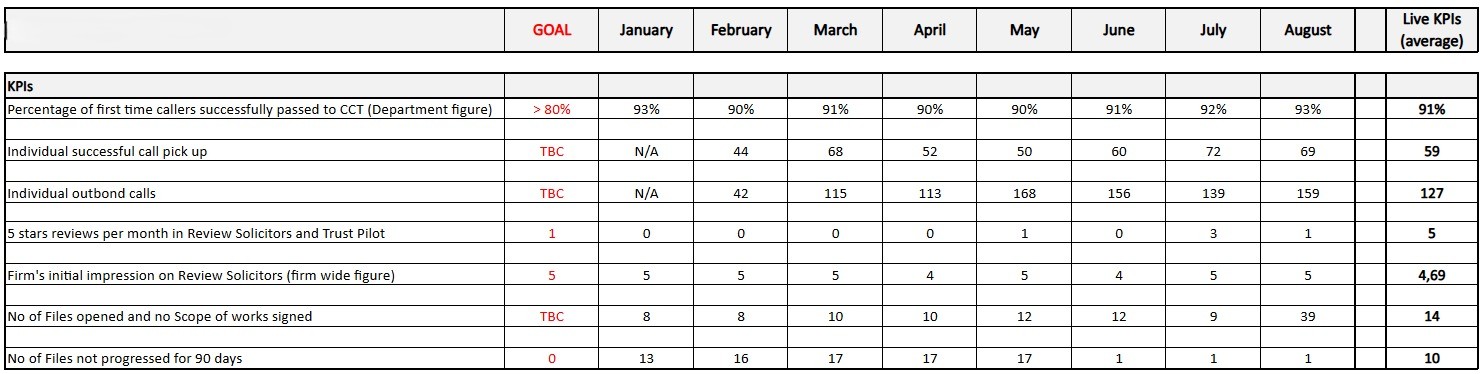 GOAL January February March April May June July August Live KPIs (average)
KPIs
Percentage of first time callers successfully passed to CCT (Department figure) > 80% 93% 90% 91% 90% 90% 91% 92% 93% 91%
Individual successful call pick up TBC N/A 44 68 52 50 60 72 69 59
Individual outbond calls TBC N/A 42 115 113 168 156 139 159 127
5 stars reviews per month in Review Solicitors and Trust Pilot 1 0 0 0 0 1 0 3 1 5
Firm's initial impression on Review Solicitors (firm wide figure) 5 5 5 5 4 5 4 5 5 4,69
No of Files opened and no Scope of works signed TBC 8 8 10 10 12 12 9 39 14
No of Files not progressed for 90 days 0 13 16 17 17 17 1 1 1 10